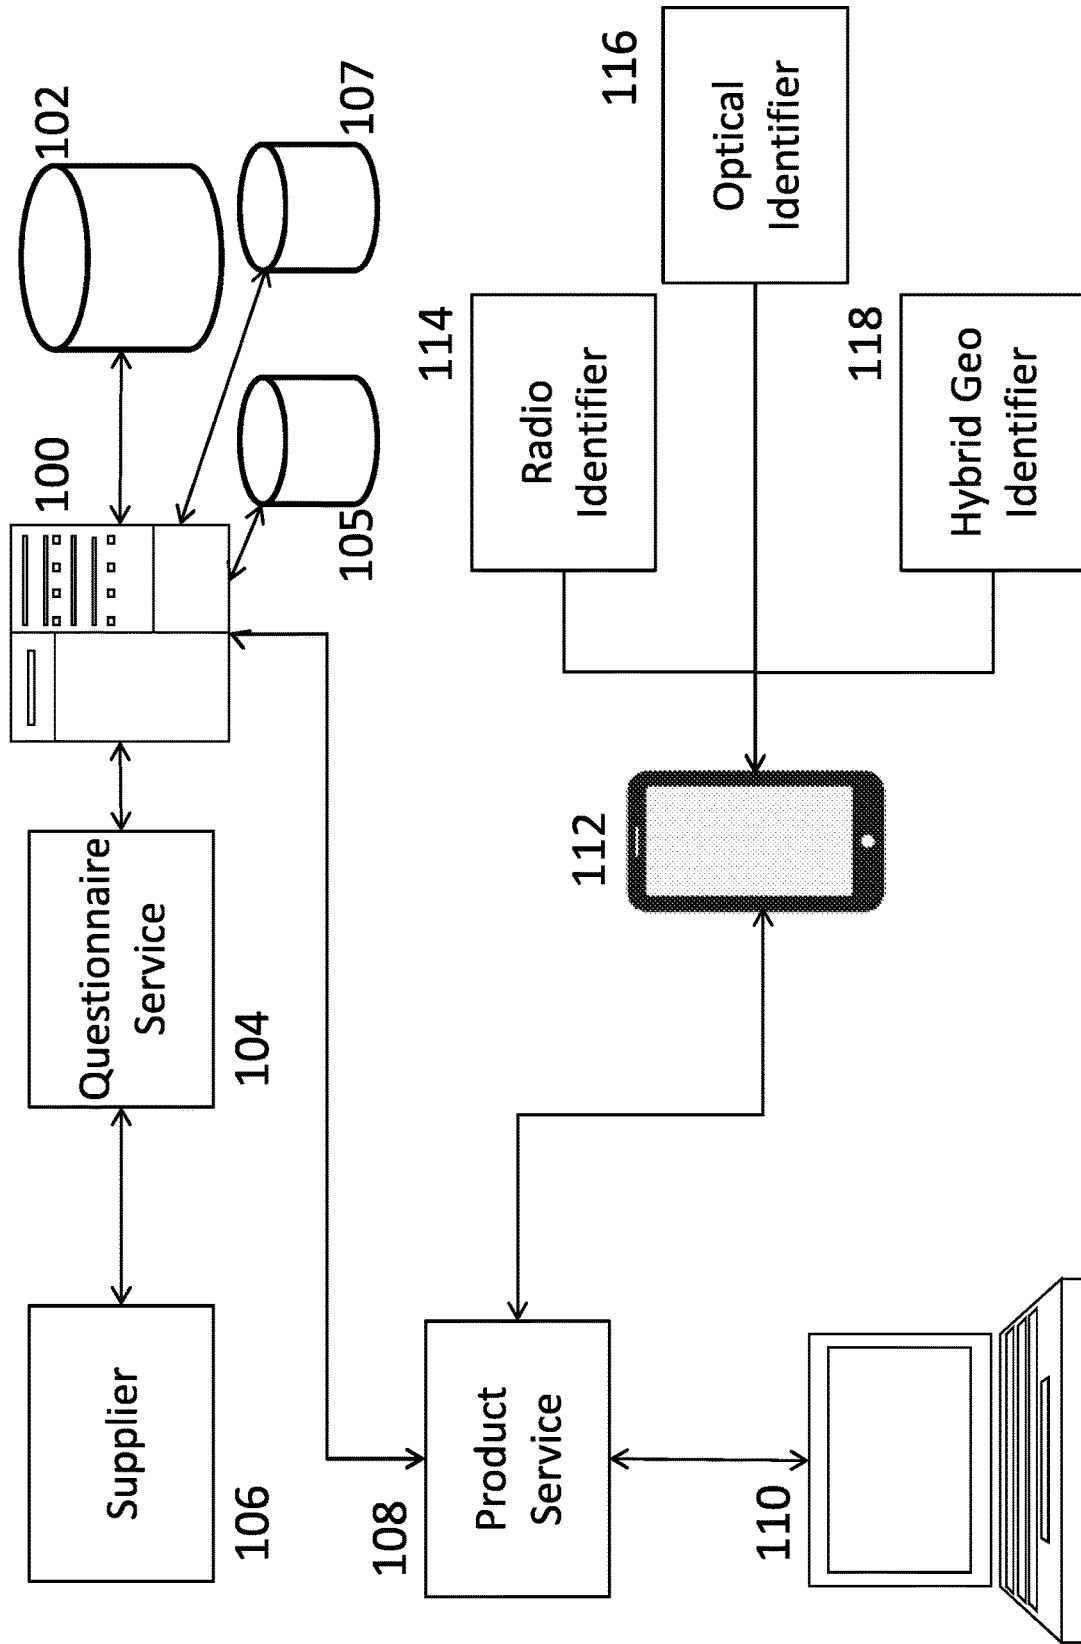 106
Supplier
104
Questionnaire
Service
100
102
105
107
108
Product
Service
110
112
114
Radio
Identifier
116
Optical
Identifier
118
Hybrid Geo
Identifier